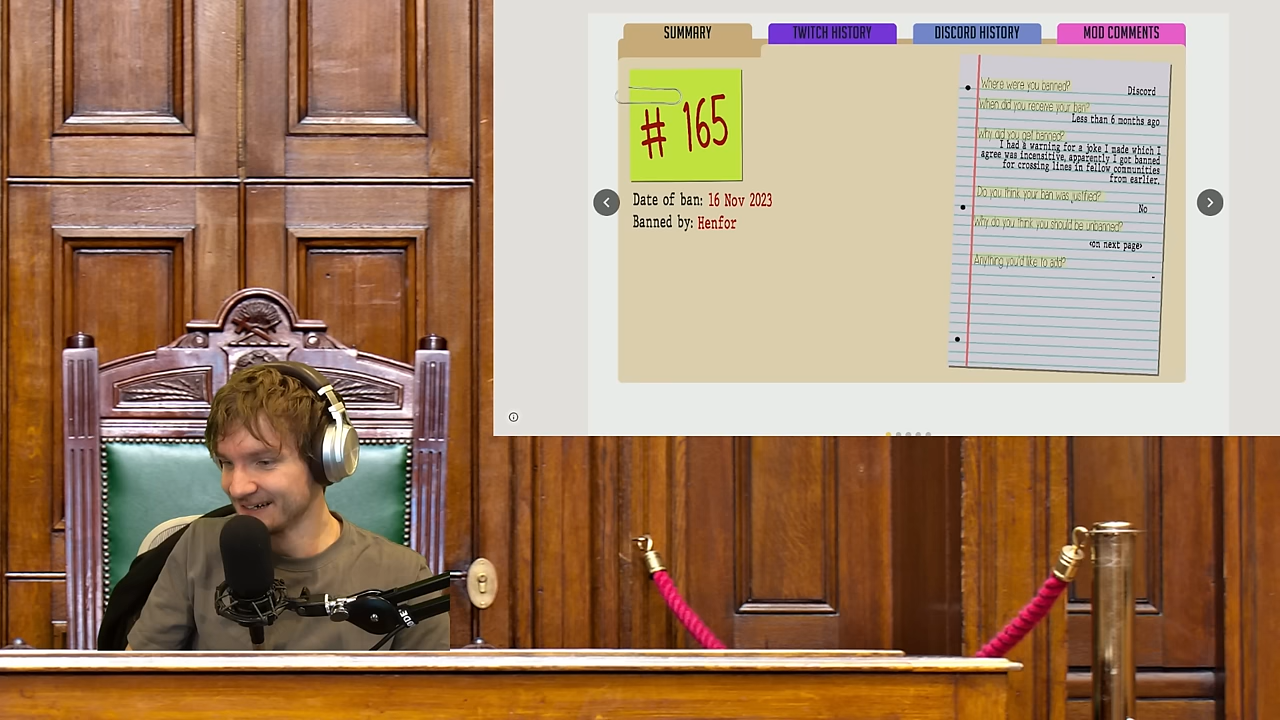 SUMMARY
TWITCH HISTORY
DISCORD HISTORY
MOD COMMENTS
# 165
Date of ban: 16 Nov 2023
Banned by: Henfor
Where were you banned?
Discord
When did you receive your ban?
Less than 6 months ago
Why did you get banned?
I had a warning for a joke I made which I
agree was incensitive, apparently I got banned
for crossing lines in fellow communities
from earlier.
Do you think your ban was justified?
No
Why do you think you should be unbanned?
<on next page>
Anything you'd like to add?
-